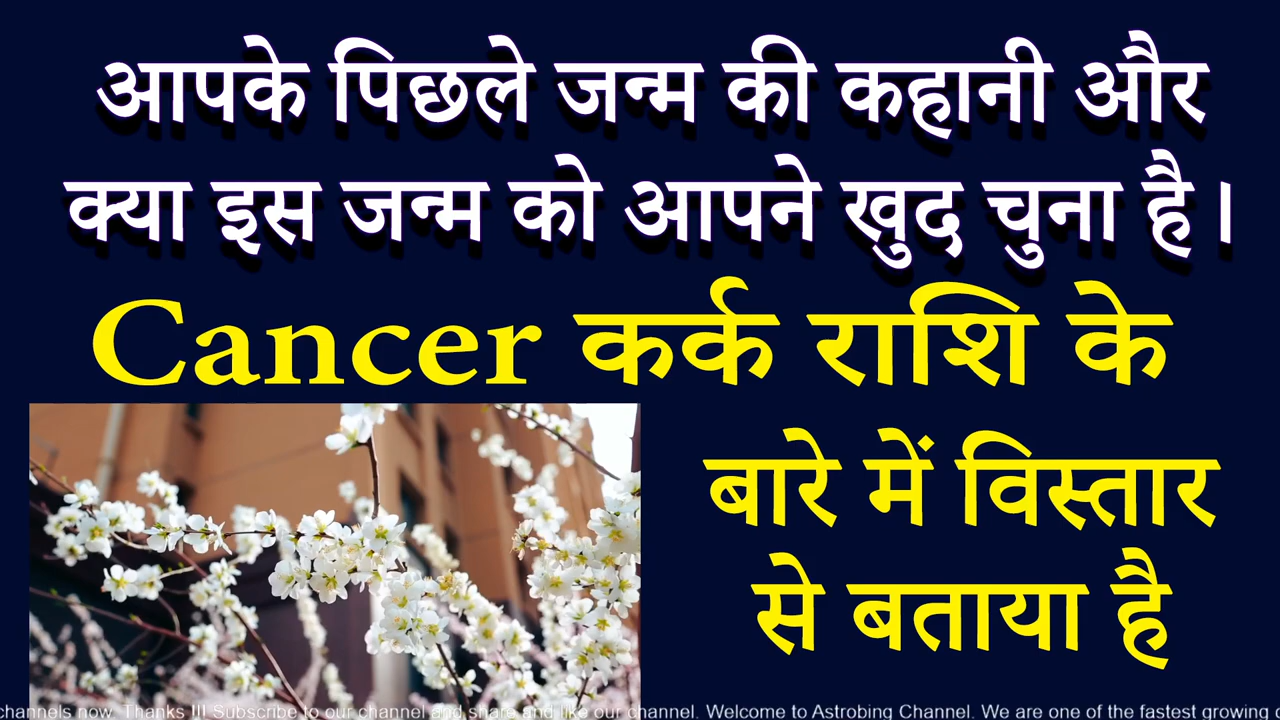 आपके पिछले जन्म की कहानी और
क्या इस जन्म को आपने खुद चुना है।
Cancer कर्क राशि के
बारे में विस्तार
से बताया है
channels now. Thanks !!! Subscribe to our channel and share and like our channel. Welcome to Astrobing Channel. We are one of the fastest growing